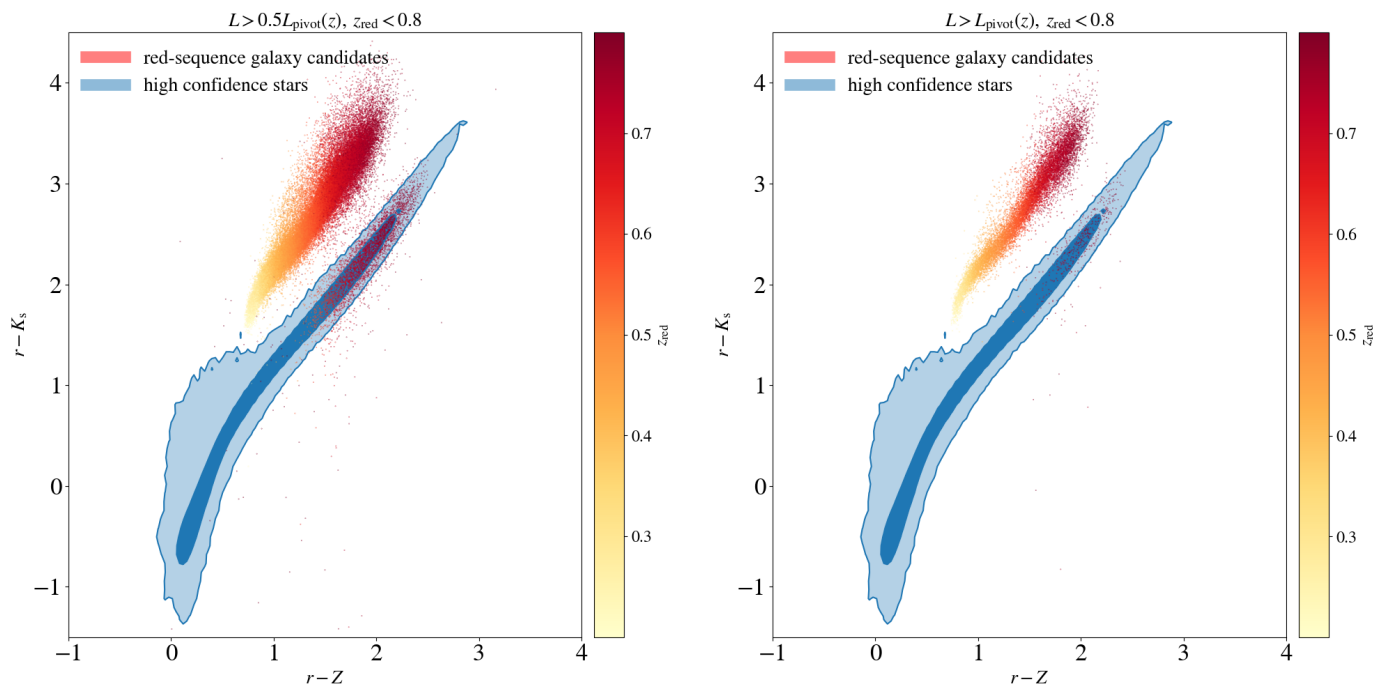 L > 0.5L_pivot(z), z_red < 0.8
red-sequence galaxy candidates
high confidence stars
4
3
2
1
0
−1
r − K_s
−1 0 1 2 3 4
r − Z
0.7
0.6
0.5
0.4
0.3
z_red
L > L_pivot(z), z_red < 0.8
red-sequence galaxy candidates
high confidence stars
4
3
2
1
0
−1
r − K_s
−1 0 1 2 3 4
r − Z
0.7
0.6
0.5
0.4
0.3
z_red